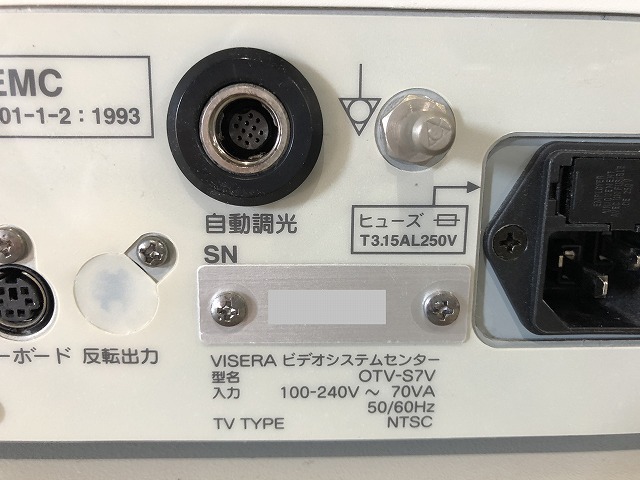 EMC
01-1-2：1993
自動調光
ヒューズ
T3.15AL250V
SN
ーボード 反転出力
VISERA ビデオシステムセンター
型名 OTV-S7V
入力 100-240V ～ 70VA
50/60Hz
TV TYPE NTSC